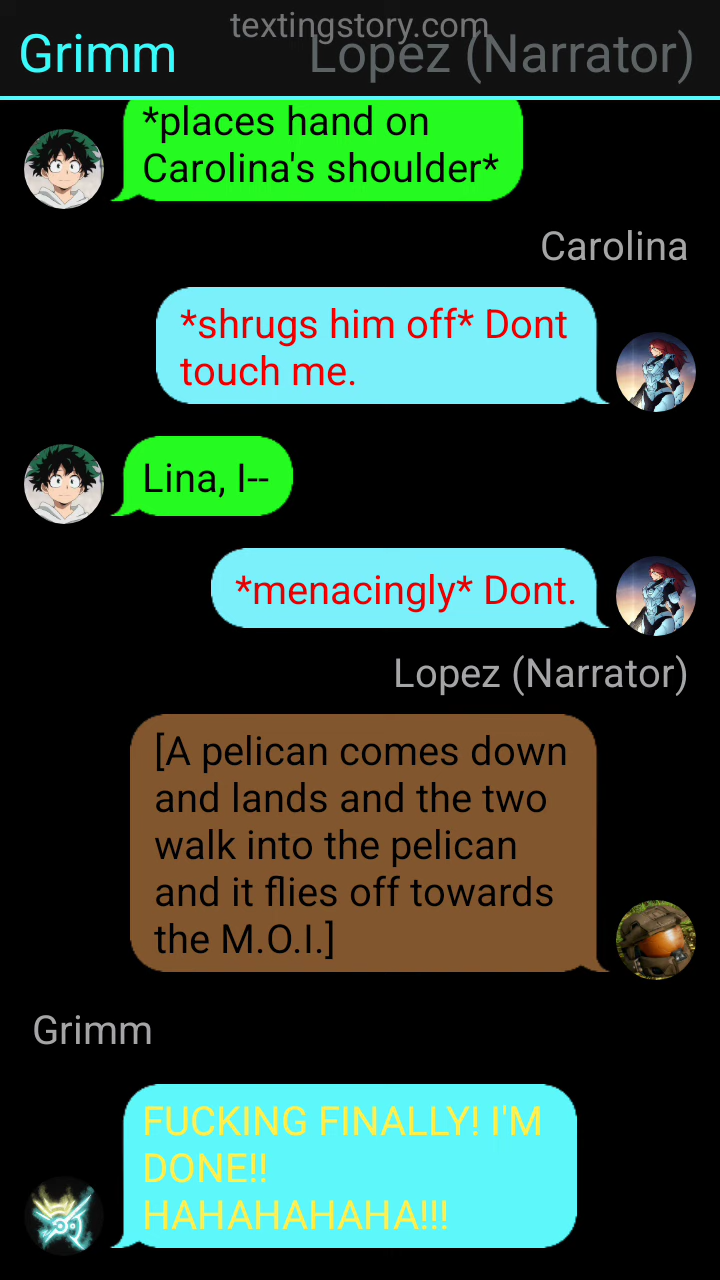 textingstory.com
Grimm
Lopez (Narrator)
*places hand on
Carolina's shoulder*
Carolina
*shrugs him off* Dont
touch me.
Lina, I--
*menacingly* Dont.
Lopez (Narrator)
[A pelican comes down
and lands and the two
walk into the pelican
and it flies off towards
the M.O.I.]
Grimm
FUCKING FINALLY! I'M
DONE!!
HAHAHAHAHA!!!